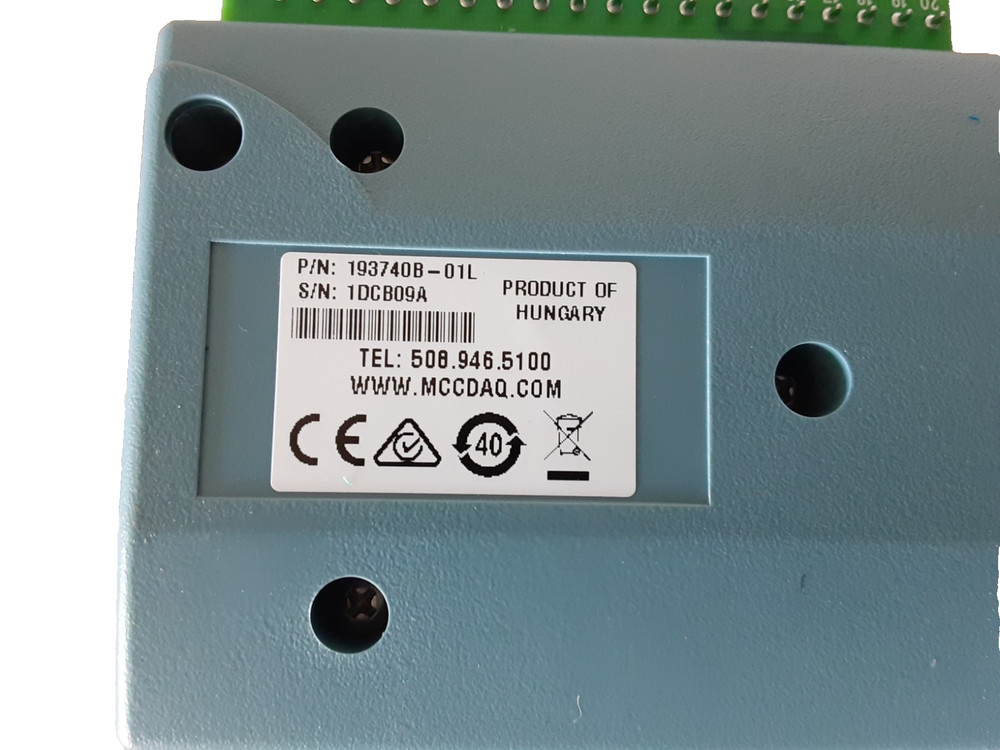 P/N: 193740B-01L
S/N: 1DCB09A
PRODUCT OF
HUNGARY
TEL: 508.946.5100
WWW.MCCDAQ.COM
CE
40